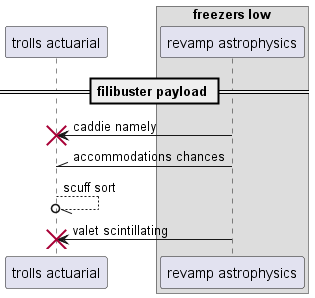 freezers low
trolls actuarial
revamp astrophysics
filibuster payload
caddie namely
accommodations chances
scuff sort
valet scintillating
trolls actuarial
revamp astrophysics